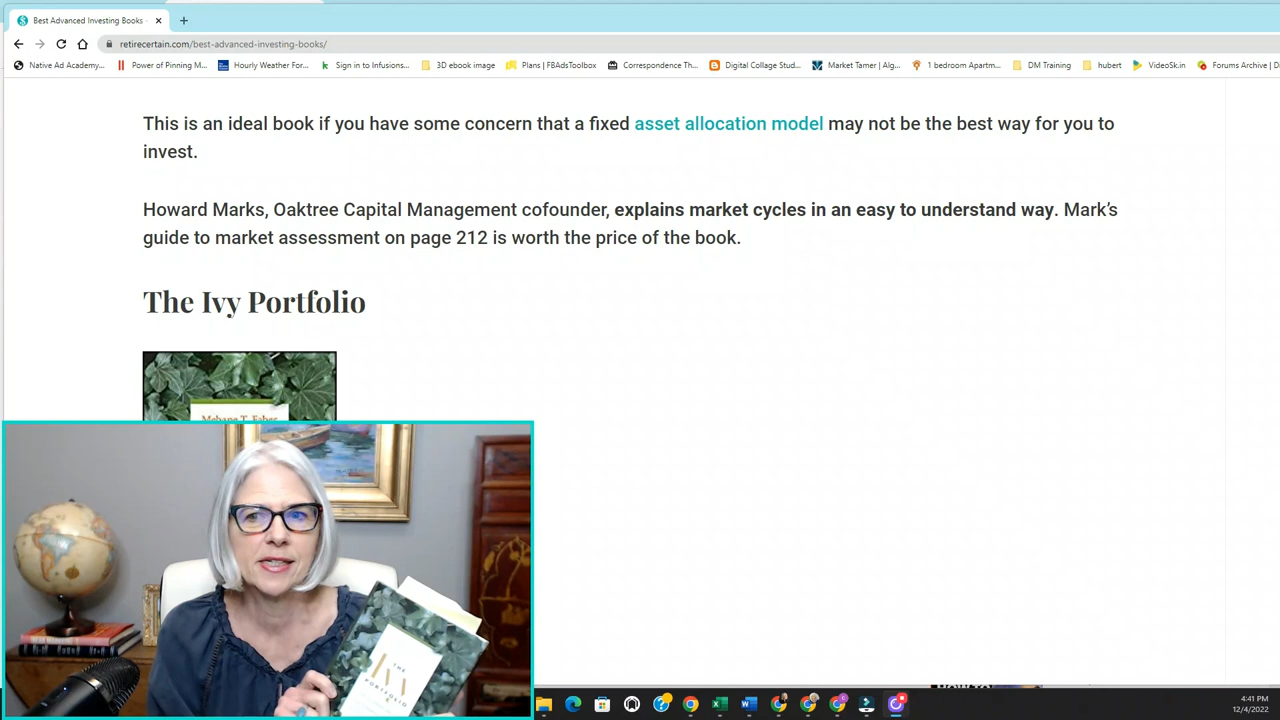 Best Advanced Investing Books
retirecertain.com/best-advanced-investing-books/
Native Ad Academy...
Power of Pinning M...
Hourly Weather For...
Sign in to Infusions...
3D ebook image
Plans | FBAdsToolbox
Correspondence Th...
Digital Collage Stud...
Market Tamer | Alg...
1 bedroom Apartm...
DM Training
hubert
VideoSk.in
Forums Archive | D
This is an ideal book if you have some concern that a fixed asset allocation model may not be the best way for you to
invest.
Howard Marks, Oaktree Capital Management cofounder, explains market cycles in an easy to understand way. Mark’s
guide to market assessment on page 212 is worth the price of the book.
The Ivy Portfolio
Mebane T. Faber
THE
Ivy
PORTFOLIO
4:41 PM
12/4/2022